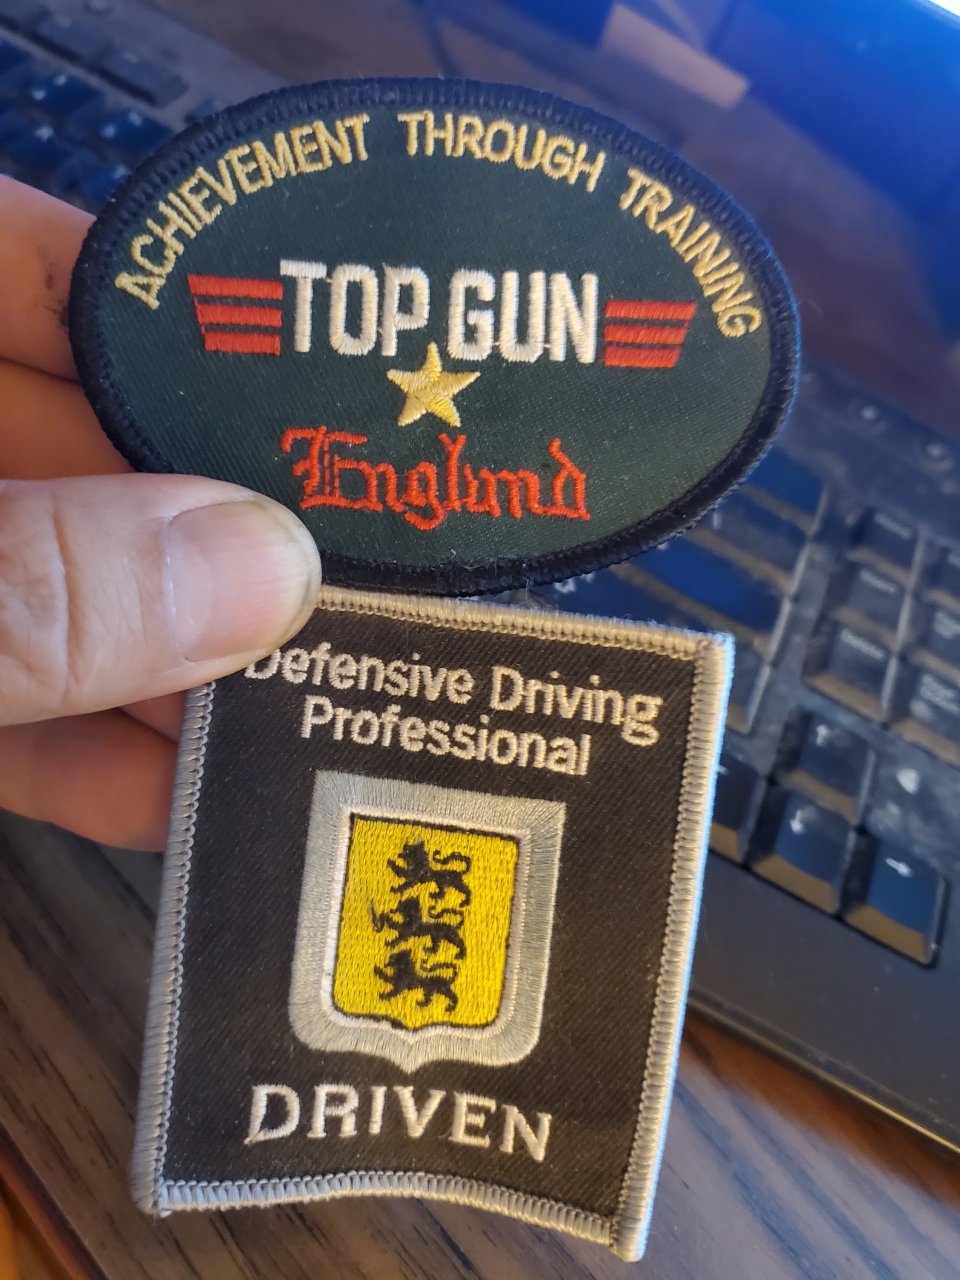 ACHIEVEMENT THROUGH TRAINING
TOP GUN
England
Defensive Driving
Professional
DRIVEN